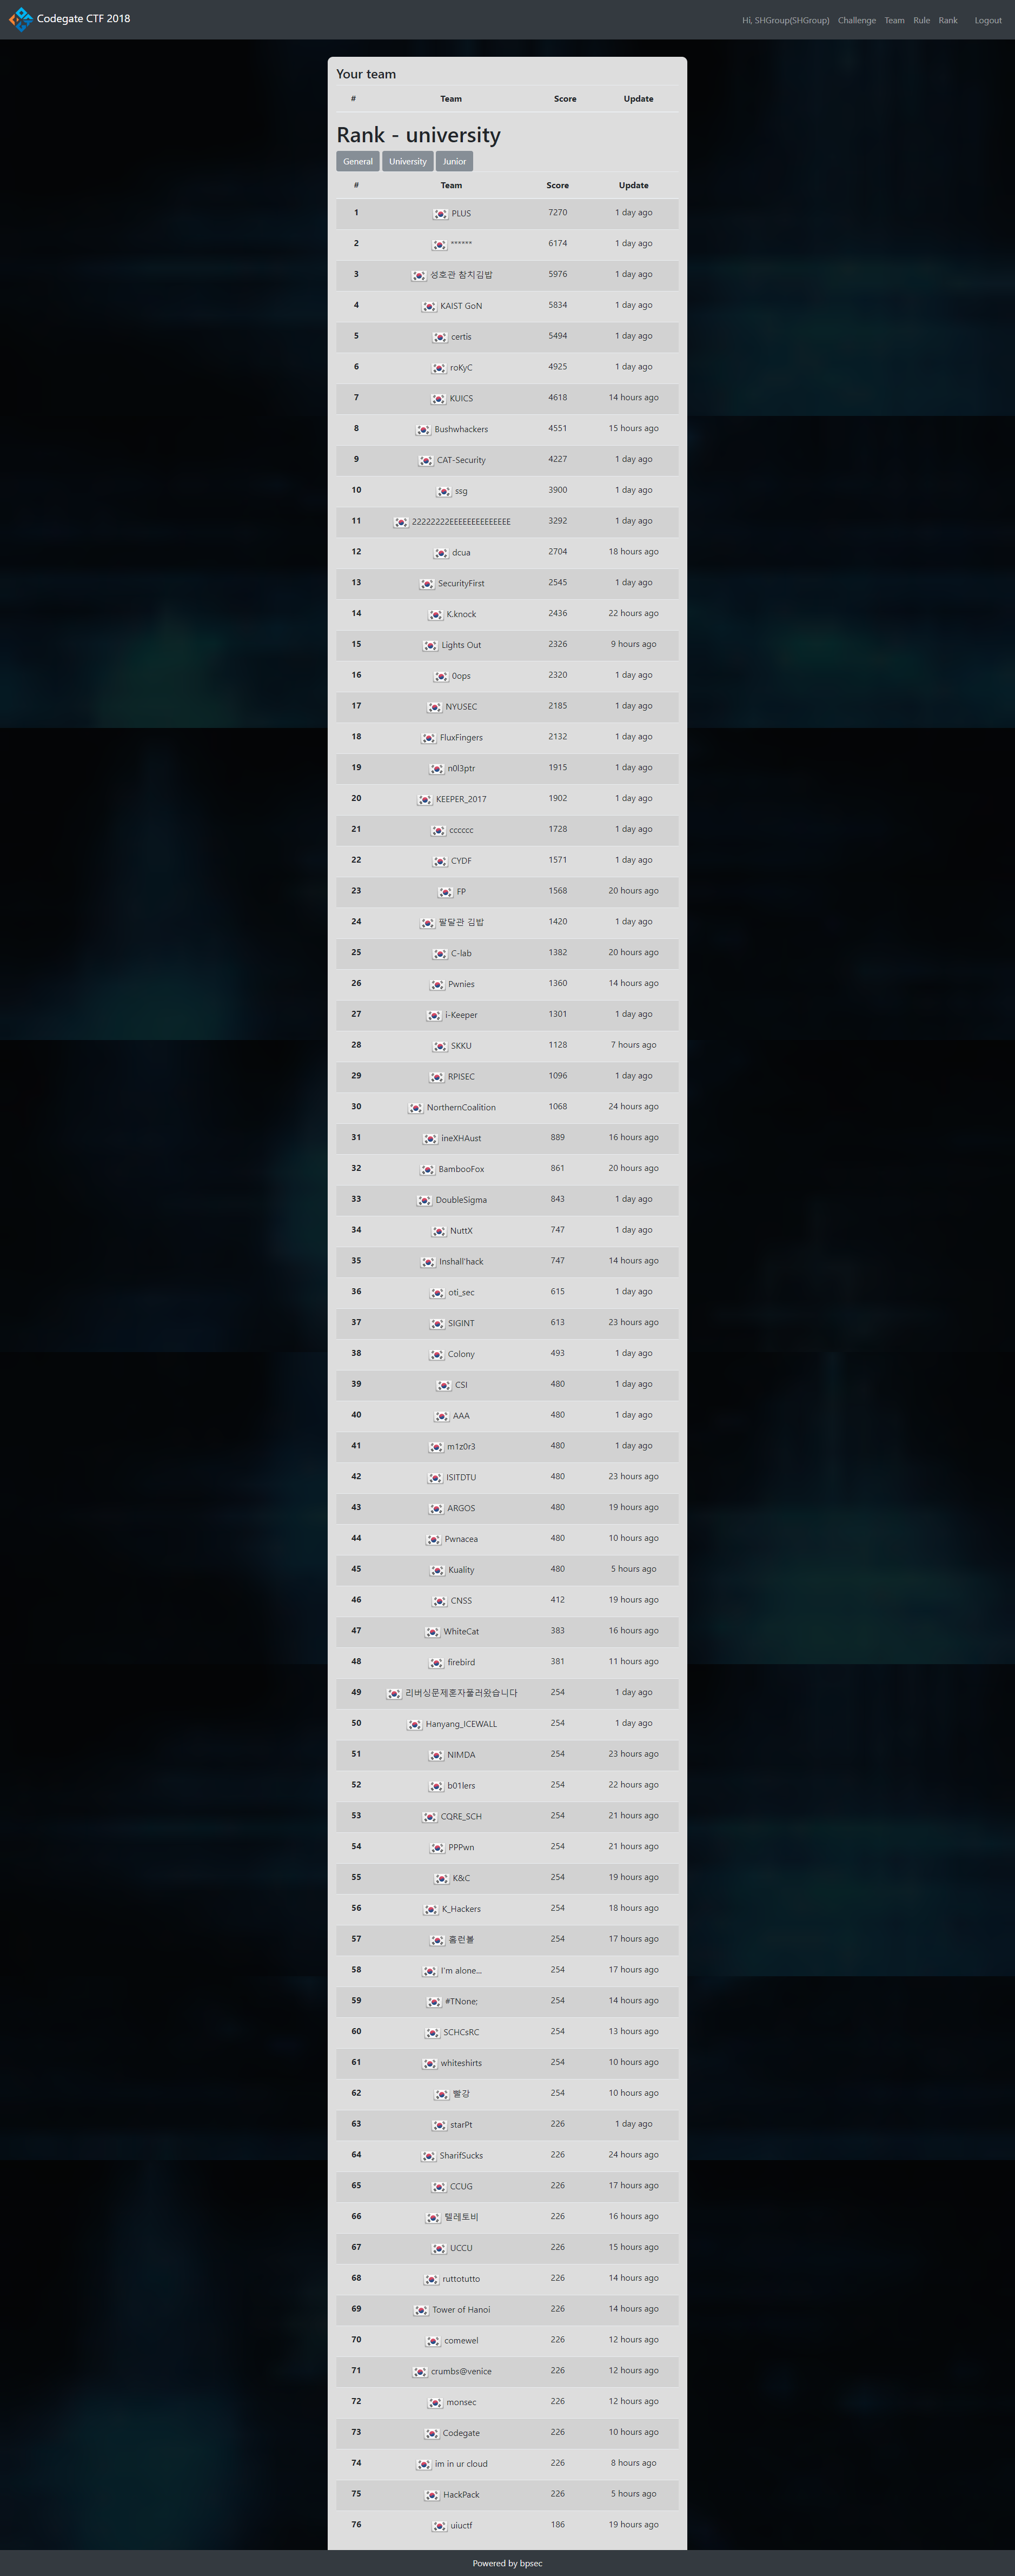 Codegate CTF 2018 Hi, SHGroup(SHGroup) Challenge Team Rule Rank Logout
Your team
# Team Score Update
Rank - university
General University Junior
# Team Score Update
1 PLUS 7270 1 day ago
2 ****** 6174 1 day ago
3 성호관 참치김밥 5976 1 day ago
4 KAIST GoN 5834 1 day ago
5 certis 5494 1 day ago
6 roKyC 4925 1 day ago
7 KUICS 4618 14 hours ago
8 Bushwhackers 4551 15 hours ago
9 CAT-Security 4227 1 day ago
10 ssg 3900 1 day ago
11 22222222EEEEEEEEEEEEEE 3292 1 day ago
12 dcua 2704 18 hours ago
13 SecurityFirst 2545 1 day ago
14 K.knock 2436 22 hours ago
15 Lights Out 2326 9 hours ago
16 0ops 2320 1 day ago
17 NYUSEC 2185 1 day ago
18 FluxFingers 2132 1 day ago
19 n0l3ptr 1915 1 day ago
20 KEEPER_2017 1902 1 day ago
21 cccccc 1728 1 day ago
22 CYDF 1571 1 day ago
23 FP 1568 20 hours ago
24 팔달관 김밥 1420 1 day ago
25 C-lab 1382 20 hours ago
26 Pwnies 1360 14 hours ago
27 i-Keeper 1301 1 day ago
28 SKKU 1128 7 hours ago
29 RPISEC 1096 1 day ago
30 NorthernCoalition 1068 24 hours ago
31 ineXHAust 889 16 hours ago
32 BambooFox 861 20 hours ago
33 DoubleSigma 843 1 day ago
34 NuttX 747 1 day ago
35 Inshall'hack 747 14 hours ago
36 oti_sec 615 1 day ago
37 SIGINT 613 23 hours ago
38 Colony 493 1 day ago
39 CSI 480 1 day ago
40 AAA 480 1 day ago
41 m1z0r3 480 1 day ago
42 ISITDTU 480 23 hours ago
43 ARGOS 480 19 hours ago
44 Pwnacea 480 10 hours ago
45 Kuality 480 5 hours ago
46 CNSS 412 19 hours ago
47 WhiteCat 383 16 hours ago
48 firebird 381 11 hours ago
49 리버싱문제혼자풀러왔습니다 254 1 day ago
50 Hanyang_ICEWALL 254 1 day ago
51 NIMDA 254 23 hours ago
52 b01lers 254 22 hours ago
53 CQRE_SCH 254 21 hours ago
54 PPPwn 254 21 hours ago
55 K&C 254 19 hours ago
56 K_Hackers 254 18 hours ago
57 홈런볼 254 17 hours ago
58 I'm alone... 254 17 hours ago
59 #TNone; 254 14 hours ago
60 SCHCsRC 254 13 hours ago
61 whiteshirts 254 10 hours ago
62 빨강 254 10 hours ago
63 starPt 226 1 day ago
64 SharifSucks 226 24 hours ago
65 CCUG 226 17 hours ago
66 텔레토비 226 16 hours ago
67 UCCU 226 15 hours ago
68 ruttotutto 226 14 hours ago
69 Tower of Hanoi 226 14 hours ago
70 comewel 226 12 hours ago
71 crumbs@venice 226 12 hours ago
72 monsec 226 12 hours ago
73 Codegate 226 10 hours ago
74 im in ur cloud 226 8 hours ago
75 HackPack 226 5 hours ago
76 uiuctf 186 19 hours ago
Powered by bpsec